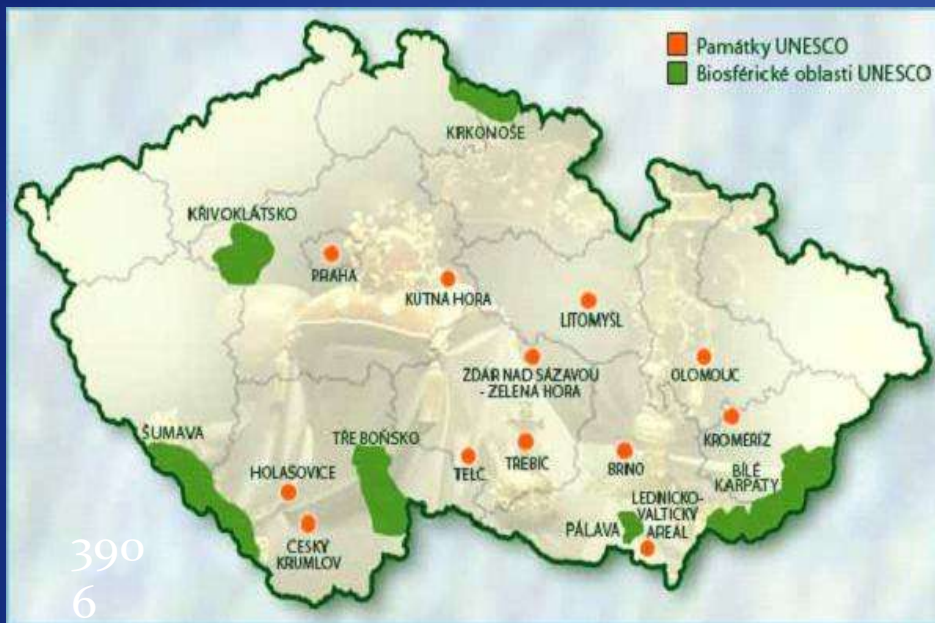 Památky UNESCO
Biosférické oblasti UNESCO
KRKONOŠE
KŘIVOKLÁTSKO
PRAHA
KUTNÁ HORA
LITOMYŠL
ŽDÁR NAD SÁZAVOU
- ZELENÁ HORA
OLOMOUC
KROMĚŘÍŽ
ŠUMAVA
TŘEBOŇSKO
HOLAŠOVICE
TELČ
TŘEBÍČ
BRNO
BÍLÉ
KARPATY
LEDNICKO-
VALTICKÝ
AREÁL
PÁLAVA
ČESKÝ
KRUMLOV
390
6